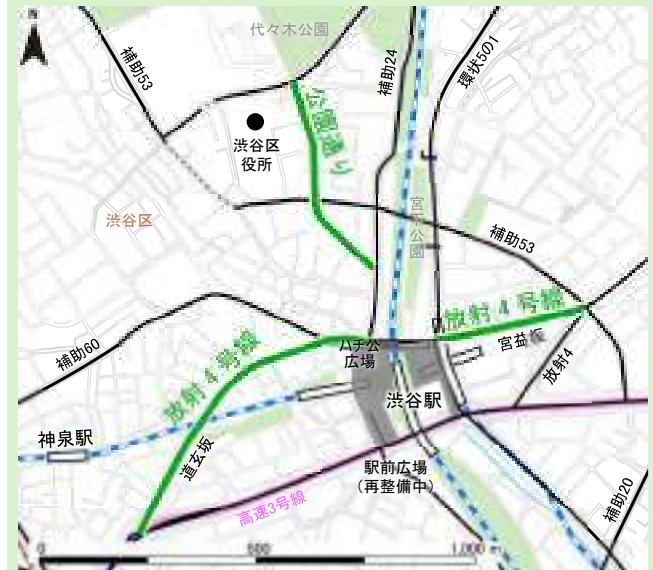 N
代々木公園
補助53
補助24
環状5の1
公園通り
渋谷区
役所
渋谷区
宮下公園
補助53
放射4号線
宮益坂
補助60
放射4号線
ハチ公
広場
放射4
渋谷駅
神泉駅
道玄坂
駅前広場
(再整備中)
高速3号線
補助20
0
500
1,000 m